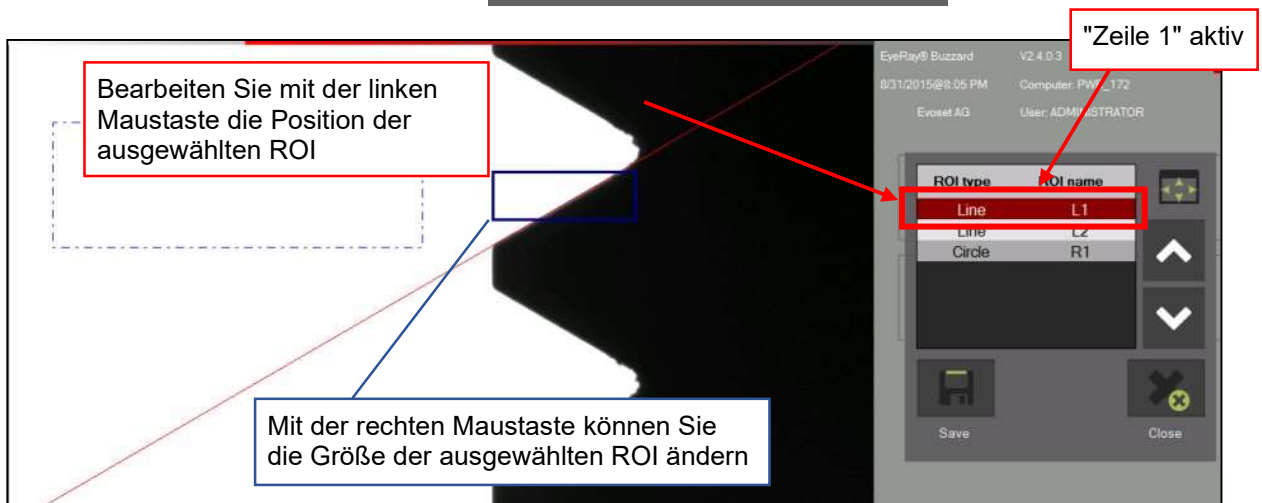 "Zeile 1" aktiv
Bearbeiten Sie mit der linken
Maustaste die Position der
ausgewählten ROI
EyeRay® Buzzard V2.4.0.3
8/31/2015@8:05 PM Computer:
Evoset AG User: ADMINISTRATOR
ROI type ROI name
Line L1
Line L2
Circle R1
Mit der rechten Maustaste können Sie
die Größe der ausgewählten ROI ändern
Save Close